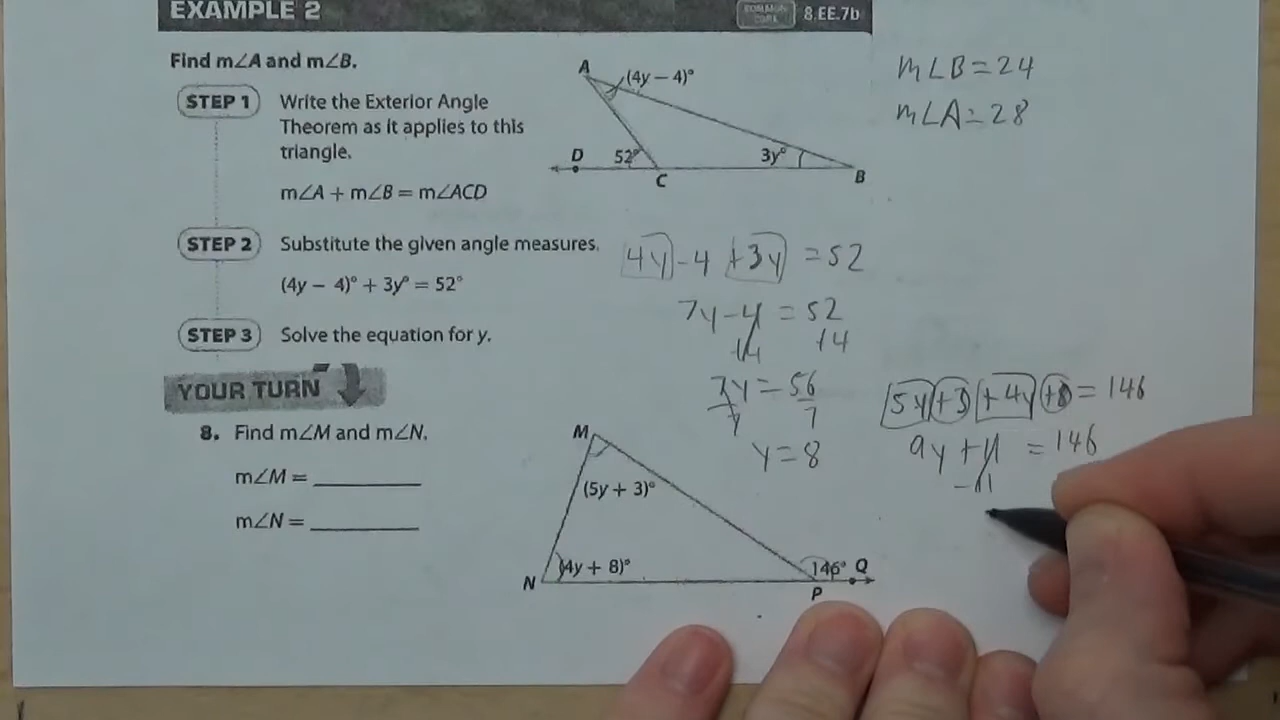 EXAMPLE 2
COMMON CORE 8.EE.7b
Find m∠A and m∠B.
STEP 1 Write the Exterior Angle
Theorem as it applies to this
triangle.
m∠A + m∠B = m∠ACD
STEP 2 Substitute the given angle measures.
(4y – 4)° + 3y° = 52°
STEP 3 Solve the equation for y.
A
(4y – 4)°
D 52° 3y°
C B
m∠B = 24
m∠A = 28
4y - 4 + 3y = 52
7y - 4 = 52
+4 +4
7y = 56
7 7
y = 8
YOUR TURN
8. Find m∠M and m∠N.
m∠M =
m∠N =
M
(5y + 3)°
N (4y + 8)° 146° Q
P
5y + 3 + 4y + 8 = 146
9y + 11 = 146
-11